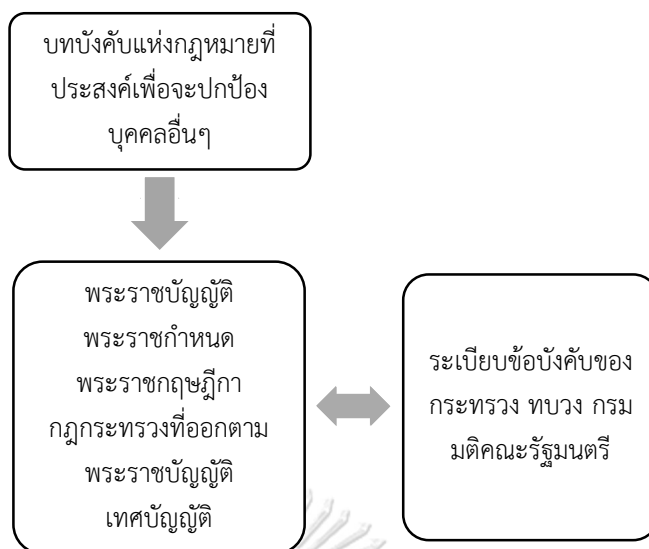 บทบังคับแห่งกฎหมายที่
ประสงค์เพื่อจะปกป้อง
บุคคลอื่นๆ
พระราชบัญญัติ
พระราชกำหนด
พระราชกฤษฎีกา
กฎกระทรวงที่ออกตาม
พระราชบัญญัติ
เทศบัญญัติ
ระเบียบข้อบังคับของ
กระทรวง ทบวง กรม
มติคณะรัฐมนตรี